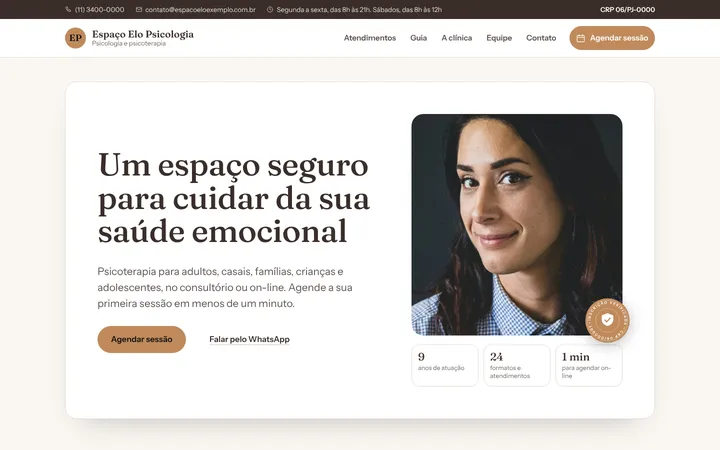 (11) 3400-0000
contato@espacoeloexemplo.com.br
Segunda a sexta, das 8h às 21h. Sábados, das 8h às 12h
CRP 06/PJ-0000
EP
Espaço Elo Psicologia
Psicologia e psicoterapia
Atendimentos
Guia
A clínica
Equipe
Contato
Agendar sessão
Um espaço seguro
para cuidar da sua
saúde emocional
Psicoterapia para adultos, casais, famílias, crianças e
adolescentes, no consultório ou on-line. Agende a sua
primeira sessão em menos de um minuto.
Agendar sessão
Falar pelo WhatsApp
9
anos de atuação
24
formatos e
atendimentos
1 min
para agendar on-
line